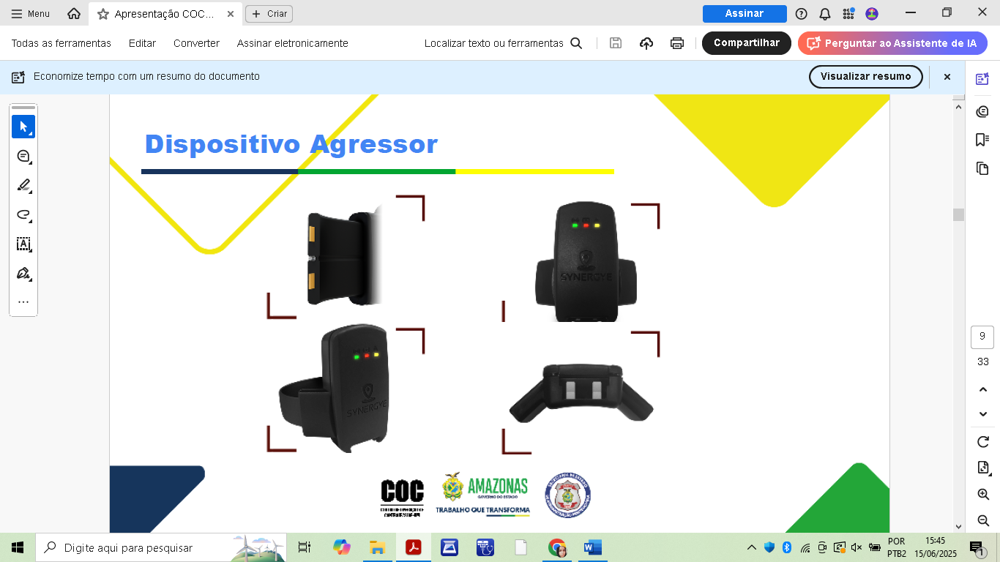 Menu
Apresentação COC...
Criar
Assinar
Todas as ferramentas
Editar
Converter
Assinar eletronicamente
Localizar texto ou ferramentas
Compartilhar
Perguntar ao Assistente de IA
Economize tempo com um resumo do documento
Visualizar resumo
Dispositivo Agressor
SYNERGYE
SYNERGYE
9
33
COC
AMAZONAS
GOVERNO DO ESTADO
TRABALHO QUE TRANSFORMA
Digite aqui para pesquisar
POR
PTB2
15:45
15/06/2025
1